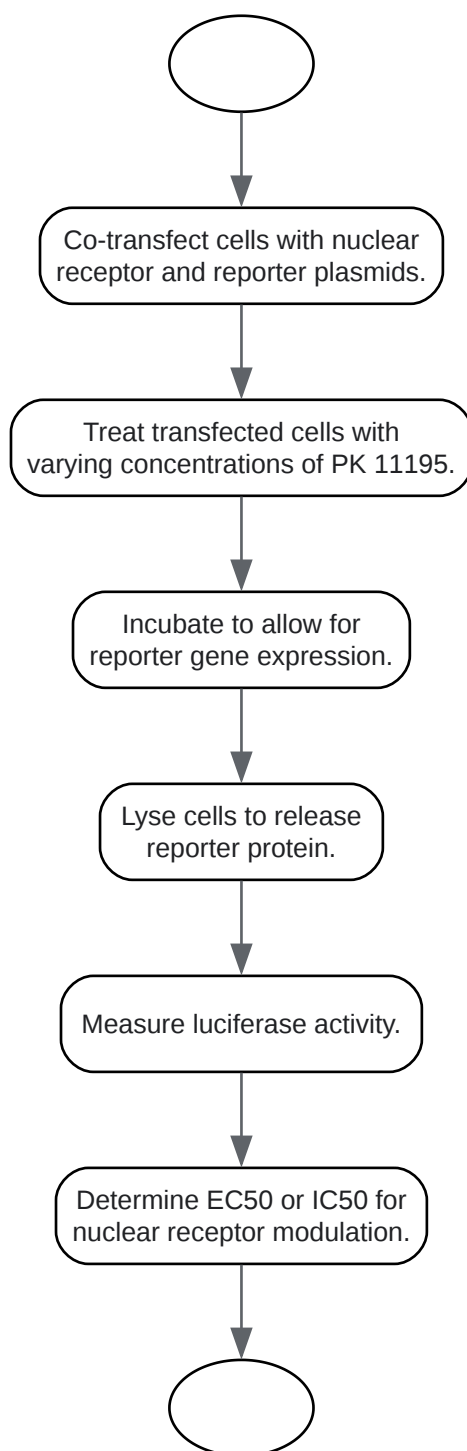 Co-transfect cells with nuclear
receptor and reporter plasmids.
Treat transfected cells with
varying concentrations of PK 11195.
Incubate to allow for
reporter gene expression.
Lyse cells to release
reporter protein.
Measure luciferase activity.
Determine EC50 or IC50 for
nuclear receptor modulation.